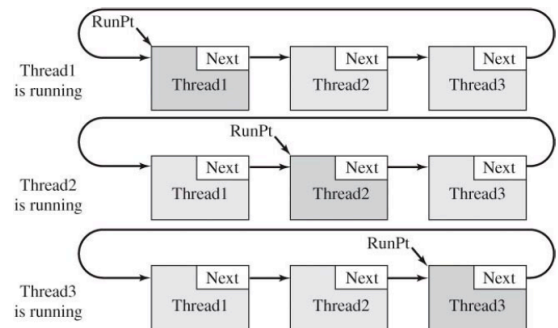 RunPt
Next Next Next
Thread1 Thread2 Thread3
Thread1
is running
RunPt
Next Next Next
Thread1 Thread2 Thread3
Thread2
is running
RunPt
Next Next Next
Thread1 Thread2 Thread3
Thread3
is running